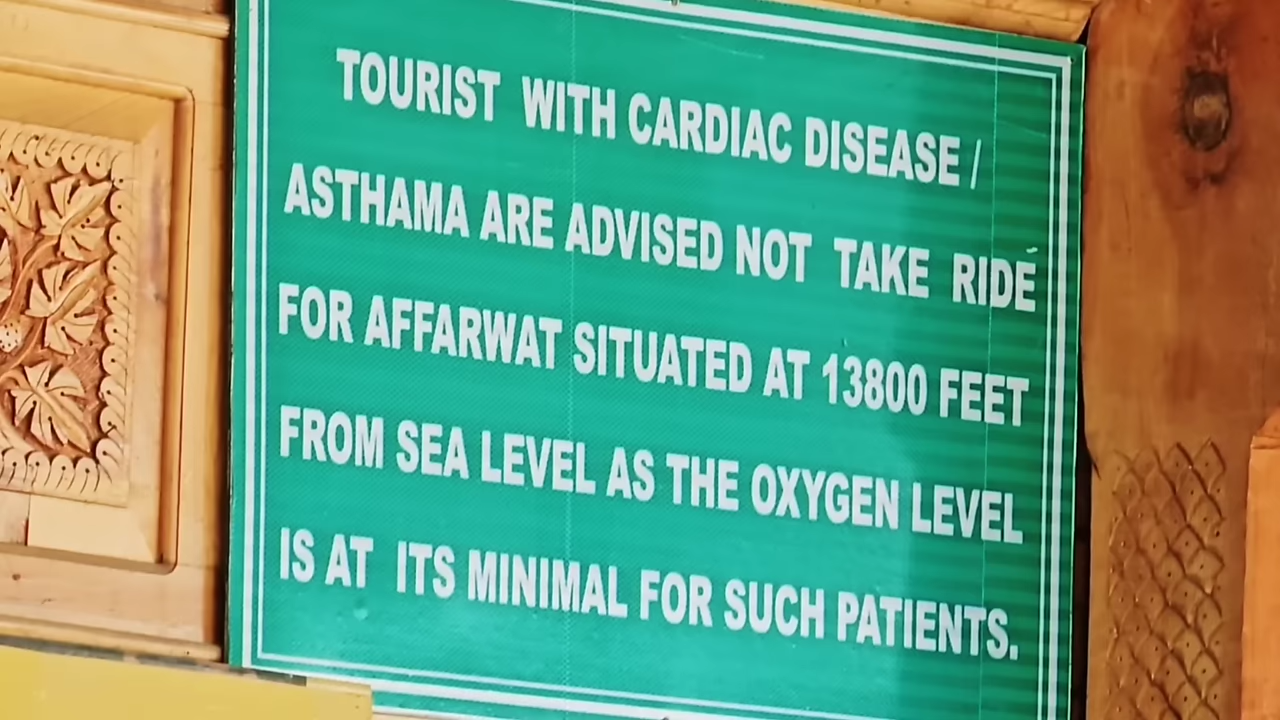 TOURIST WITH CARDIAC DISEASE /
ASTHAMA ARE ADVISED NOT TAKE RIDE
FOR AFFARWAT SITUATED AT 13800 FEET
FROM SEA LEVEL AS THE OXYGEN LEVEL
IS AT ITS MINIMAL FOR SUCH PATIENTS.